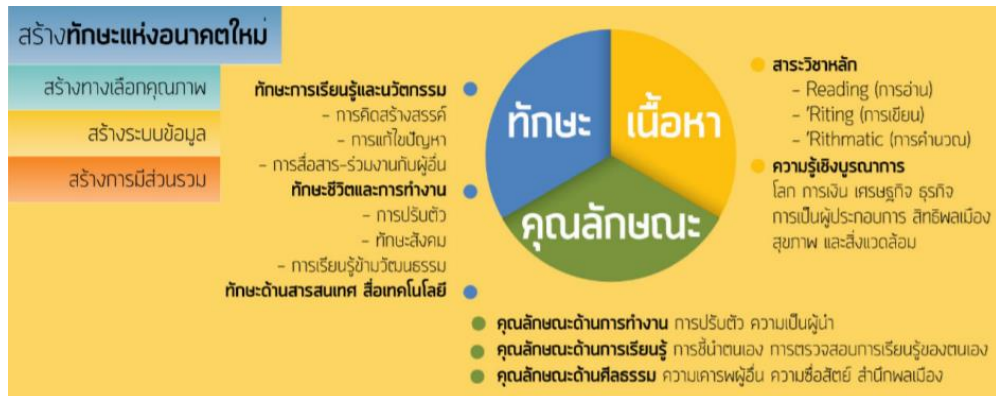 สร้างทักษะแห่งอนาคตใหม่
สร้างทางเลือกคุณภาพ
สร้างระบบข้อมูล
สร้างการมีส่วนรวม
ทักษะการเรียนรู้และนวัตกรรม
– การคิดสร้างสรรค์
– การแก้ไขปัญหา
– การสื่อสาร-ร่วมงานกับผู้อื่น
ทักษะชีวิตและการทำงาน
– การปรับตัว
– ทักษะสังคม
– การเรียนรู้ข้ามวัฒนธรรม
ทักษะด้านสารสนเทศ สื่อเทคโนโลยี
ทักษะ
เนื้อหา
คุณลักษณะ
สาระวิชาหลัก
– Reading (การอ่าน)
– 'Riting (การเขียน)
– 'Rithmatic (การคำนวณ)
ความรู้เชิงบูรณาการ
โลก การเงิน เศรษฐกิจ ธุรกิจ
การเป็นผู้ประกอบการ สิทธิพลเมือง
สุขภาพ และสิ่งแวดล้อม
คุณลักษณะด้านการทำงาน การปรับตัว ความเป็นผู้นำ
คุณลักษณะด้านการเรียนรู้ การชี้นำตนเอง การตรวจสอบการเรียนรู้ของตนเอง
คุณลักษณะด้านศีลธรรม ความเคารพผู้อื่น ความซื่อสัตย์ สำนึกพลเมือง